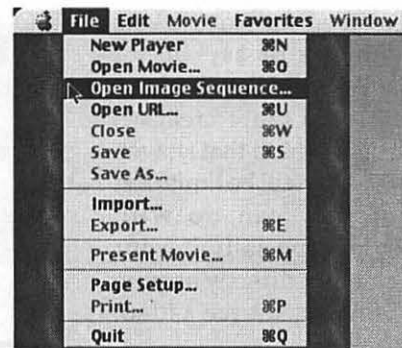 File Edit Movie Favorites Window
New Player ⌘N
Open Movie... ⌘O
Open Image Sequence...
Open URL... ⌘U
Close ⌘W
Save ⌘S
Save As...
Import...
Export... ⌘E
Present Movie... ⌘M
Page Setup...
Print... ⌘P
Quit ⌘Q